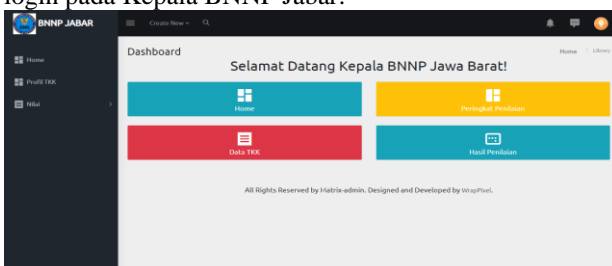 login pada Kepala BNNP Jabar.
BNNP JABAR
Create New
Home
Profil TKK
Nilai
Dashboard
Home > Library
Selamat Datang Kepala BNNP Jawa Barat!
Home
Peringkat Penilaian
Data TKK
Hasil Penilaian
All Rights Reserved by Matrix-admin. Designed and Developed by WrapPixel.